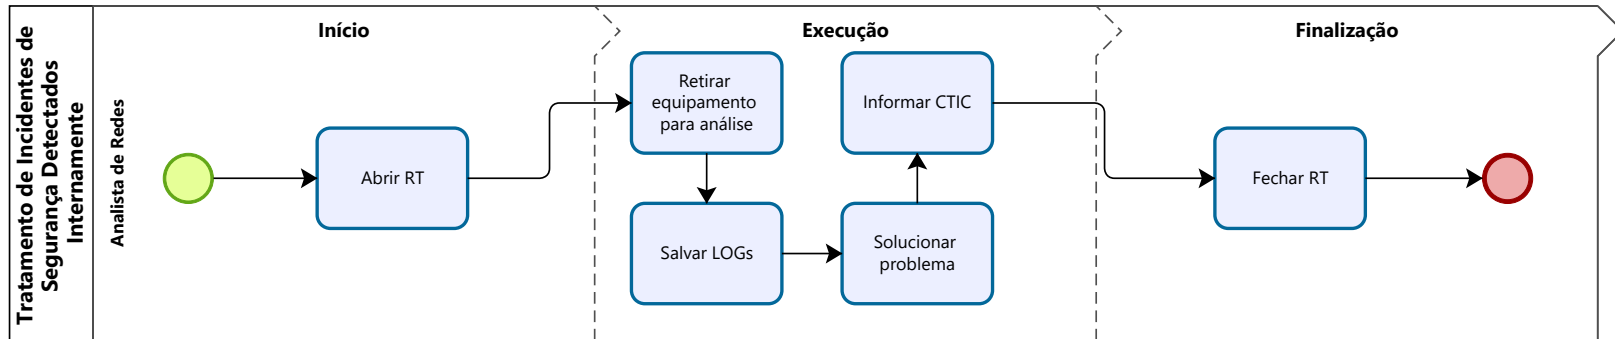 Tratamento de Incidentes de
Segurança Detectados
Internamente
Analista de Redes
Início
Execução
Finalização
Abrir RT
Retirar
equipamento
para análise
Salvar LOGs
Solucionar
problema
Informar CTIC
Fechar RT